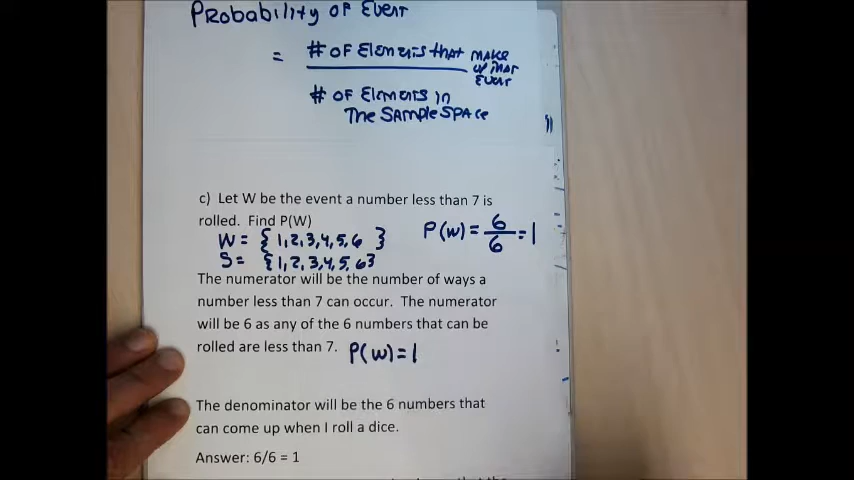 Probability of Event
= # of Elements that make up that Event
# of Elements in
The Sample Space
c) Let W be the event a number less than 7 is
rolled. Find P(W)
W = { 1,2,3,4,5,6 }
S = {1,2,3,4,5,6}
P(W) = 6/6 = 1
The numerator will be the number of ways a
number less than 7 can occur. The numerator
will be 6 as any of the 6 numbers that can be
rolled are less than 7. P(W) = 1
The denominator will be the 6 numbers that
can come up when I roll a dice.
Answer: 6/6 = 1